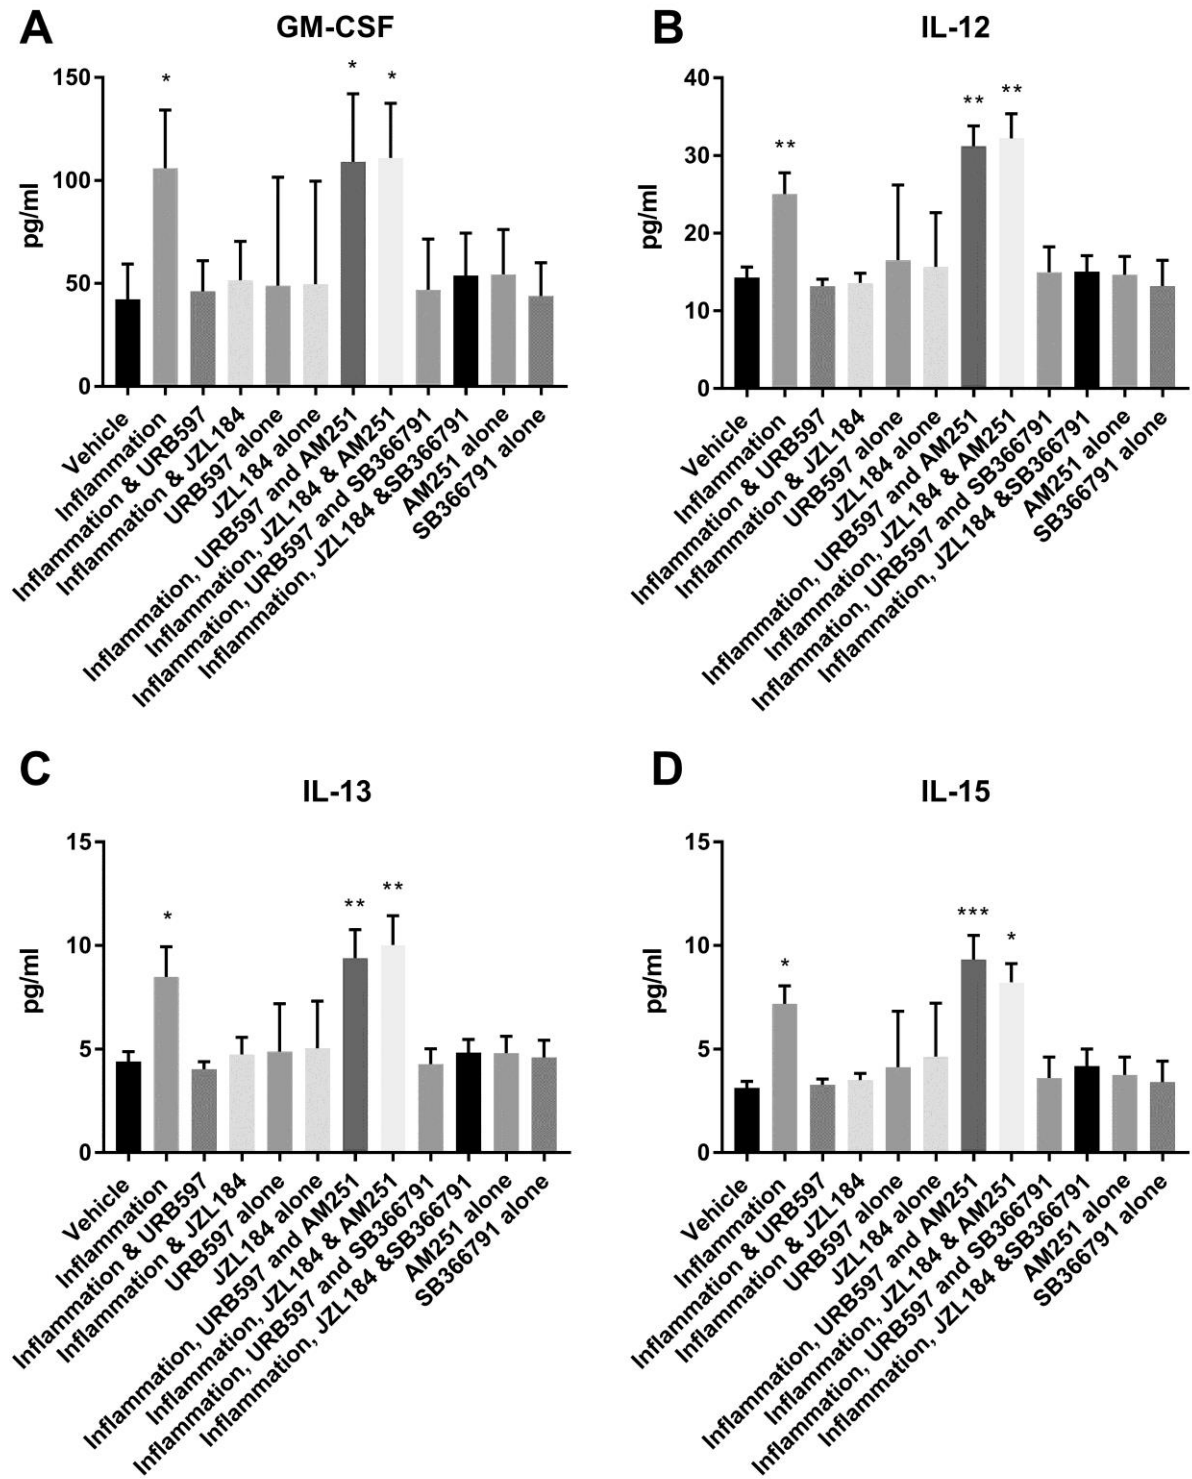 A
GM-CSF
*
*
*
150
100
50
0
pg/ml
Vehicle
Inflammation
Inflammation & URB597
Inflammation & JZL184
URB597 alone
JZL184 alone
Inflammation, URB597 and AM251
Inflammation, JZL184 & AM251
Inflammation, URB597 and SB366791
Inflammation, JZL184 &SB366791
AM251 alone
SB366791 alone
B
IL-12
**
**
**
40
30
20
10
0
pg/ml
Vehicle
Inflammation
Inflammation & URB597
Inflammation & JZL184
URB597 alone
JZL184 alone
Inflammation, URB597 and AM251
Inflammation, JZL184 & AM251
Inflammation, URB597 and SB366791
Inflammation, JZL184 &SB366791
AM251 alone
SB366791 alone
C
IL-13
*
**
**
15
10
5
0
pg/ml
Vehicle
Inflammation
Inflammation & URB597
Inflammation & JZL184
URB597 alone
JZL184 alone
Inflammation, URB597 and AM251
Inflammation, JZL184 & AM251
Inflammation, URB597 and SB366791
Inflammation, JZL184 &SB366791
AM251 alone
SB366791 alone
D
IL-15
*
***
*
15
10
5
0
pg/ml
Vehicle
Inflammation
Inflammation & URB597
Inflammation & JZL184
URB597 alone
JZL184 alone
Inflammation, URB597 and AM251
Inflammation, JZL184 & AM251
Inflammation, URB597 and SB366791
Inflammation, JZL184 &SB366791
AM251 alone
SB366791 alone